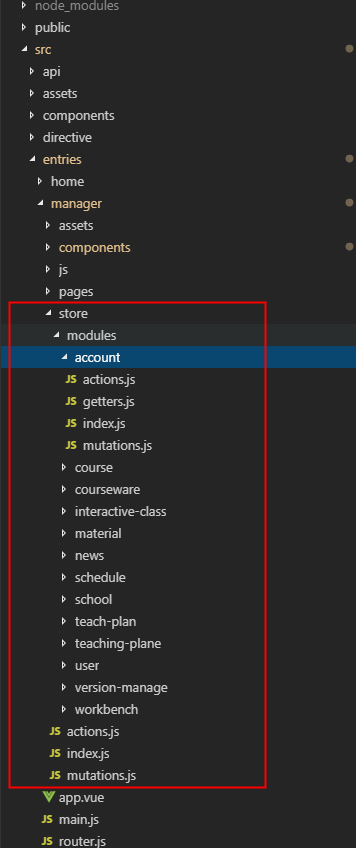 node_modules
public
src
api
assets
components
directive
entries
home
manager
assets
components
js
pages
store
modules
account
JS actions.js
JS getters.js
JS index.js
JS mutations.js
course
courseware
interactive-class
material
news
schedule
school
teach-plan
teaching-plane
user
version-manage
workbench
JS actions.js
JS index.js
JS mutations.js
app.vue
JS main.js
JS router.js